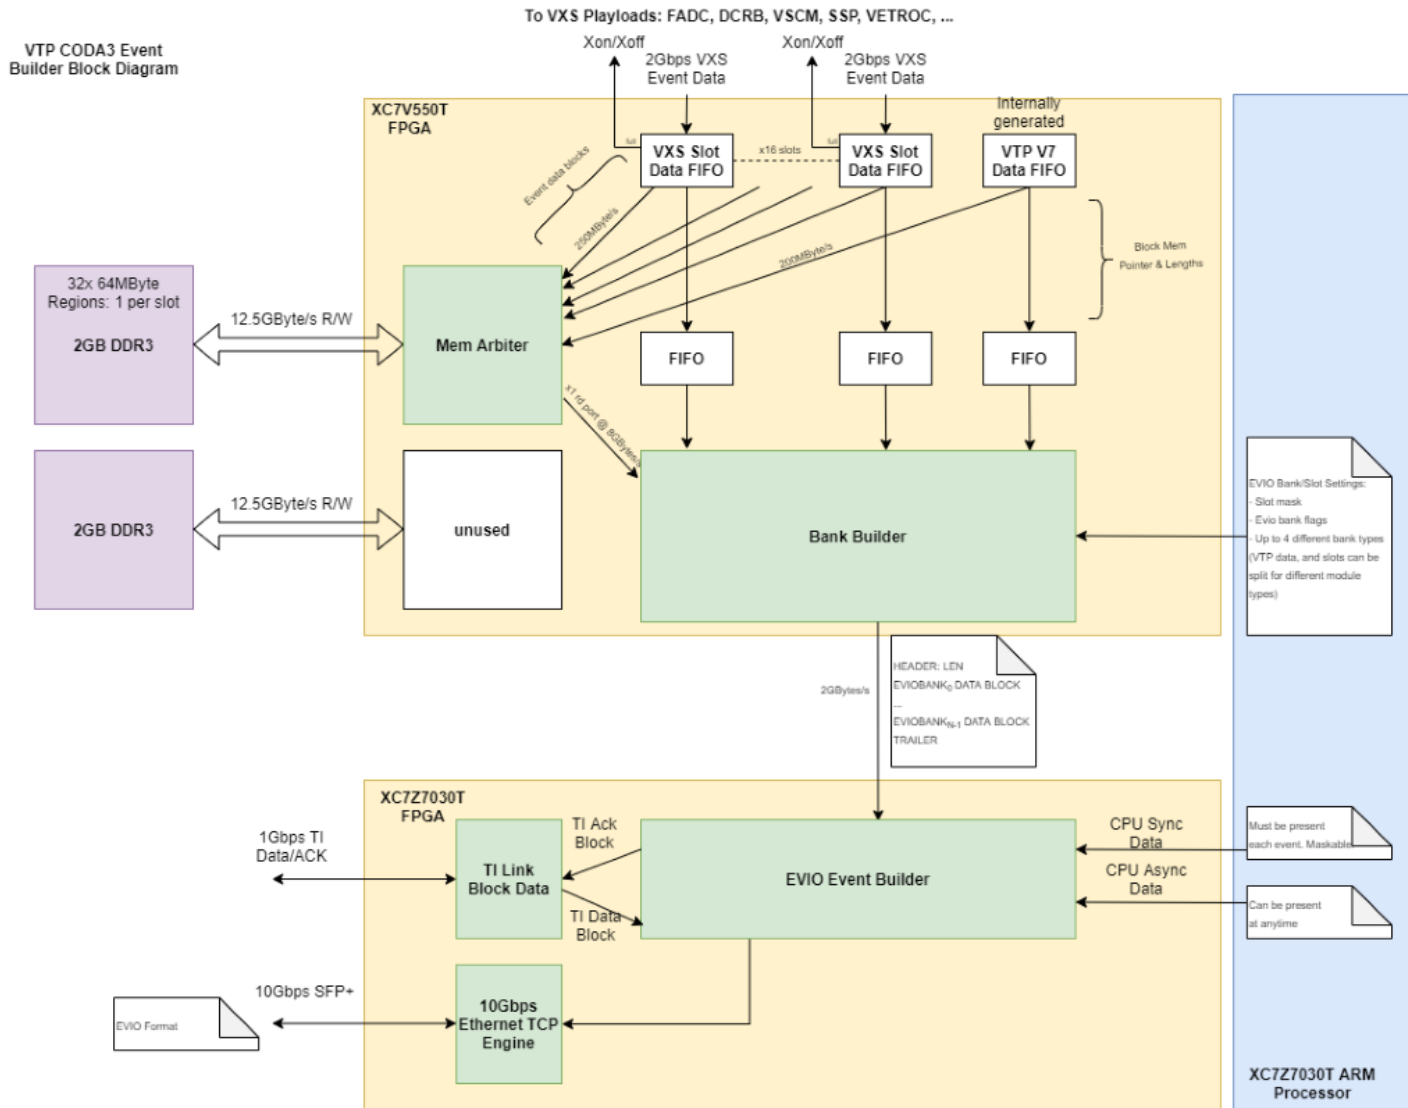 To VXS Playloads: FADC, DCRB, VSCM, SSP, VETROC, ...
VTP CODA3 Event
Builder Block Diagram
Xon/Xoff
2Gbps VXS
Event Data
Xon/Xoff
2Gbps VXS
Event Data
XC7V550T
FPGA
Internally
generated
full
VXS Slot
Data FIFO
x16 slots
full
VXS Slot
Data FIFO
VTP V7
Data FIFO
Event data blocks
250MByte/s
200MByte/s
Block Mem
Pointer & Lengths
32x 64MByte
Regions: 1 per slot
2GB DDR3
12.5GByte/s R/W
Mem Arbiter
FIFO
FIFO
FIFO
x1 rd port @ 8GBytes/s
2GB DDR3
12.5GByte/s R/W
unused
Bank Builder
EVIO Bank/Slot Settings:
- Slot mask
- Evio bank flags
- Up to 4 different bank types
(VTP data, and slots can be
split for different module
types)
2GBytes/s
HEADER: LEN
EVIOBANK0 DATA BLOCK
...
EVIOBANKN-1 DATA BLOCK
TRAILER
XC7Z7030T
FPGA
1Gbps TI
Data/ACK
TI Link
Block Data
TI Ack
Block
TI Data
Block
EVIO Event Builder
CPU Sync
Data
CPU Async
Data
Must be present
each event. Maskable
Can be present
at anytime
EVIO Format
10Gbps SFP+
10Gbps
Ethernet TCP
Engine
XC7Z7030T ARM
Processor